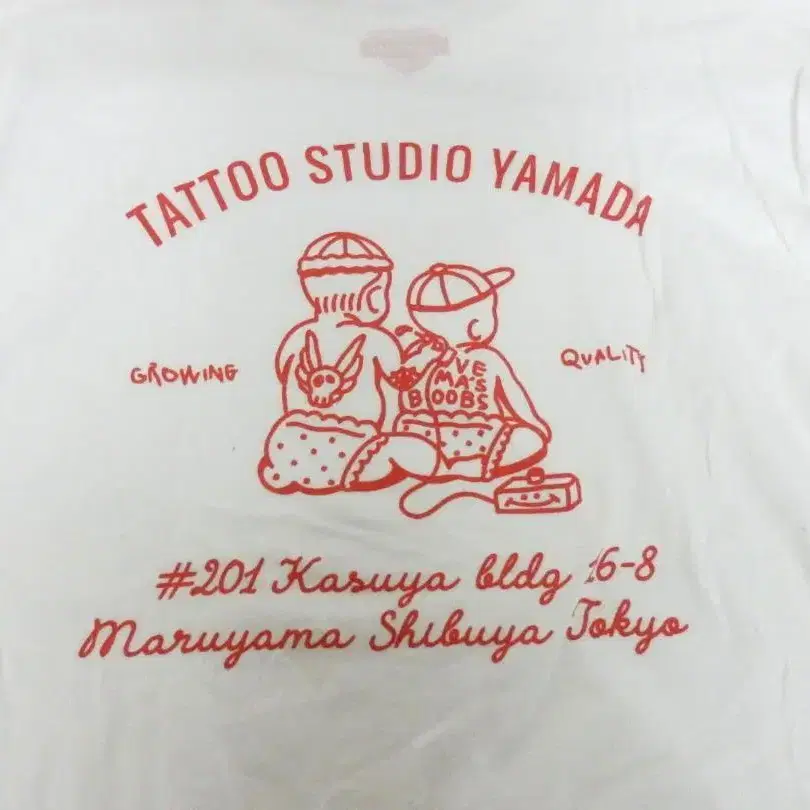 TATTOO STUDIO YAMADA
GROWING
QUALITY
VE
MA'S
BOOBS
#201 Kasuya bldg 16-8
Maruyama Shibuya Tokyo